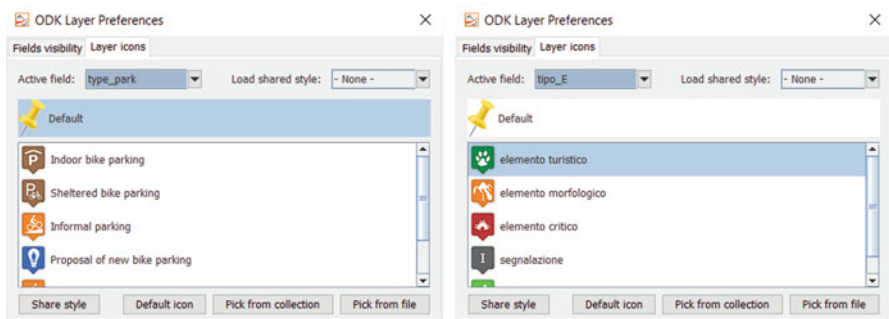 ODK Layer Preferences
Fields visibility Layer icons
Active field: type_park Load shared style: - None -
Default
P Indoor bike parking
P Sheltered bike parking
Informal parking
Proposal of new bike parking
Share style Default icon Pick from collection Pick from file
ODK Layer Preferences
Fields visibility Layer icons
Active field: tipo_E Load shared style: - None -
Default
elemento turistico
elemento morfologico
elemento critico
I segnalazione
Share style Default icon Pick from collection Pick from file